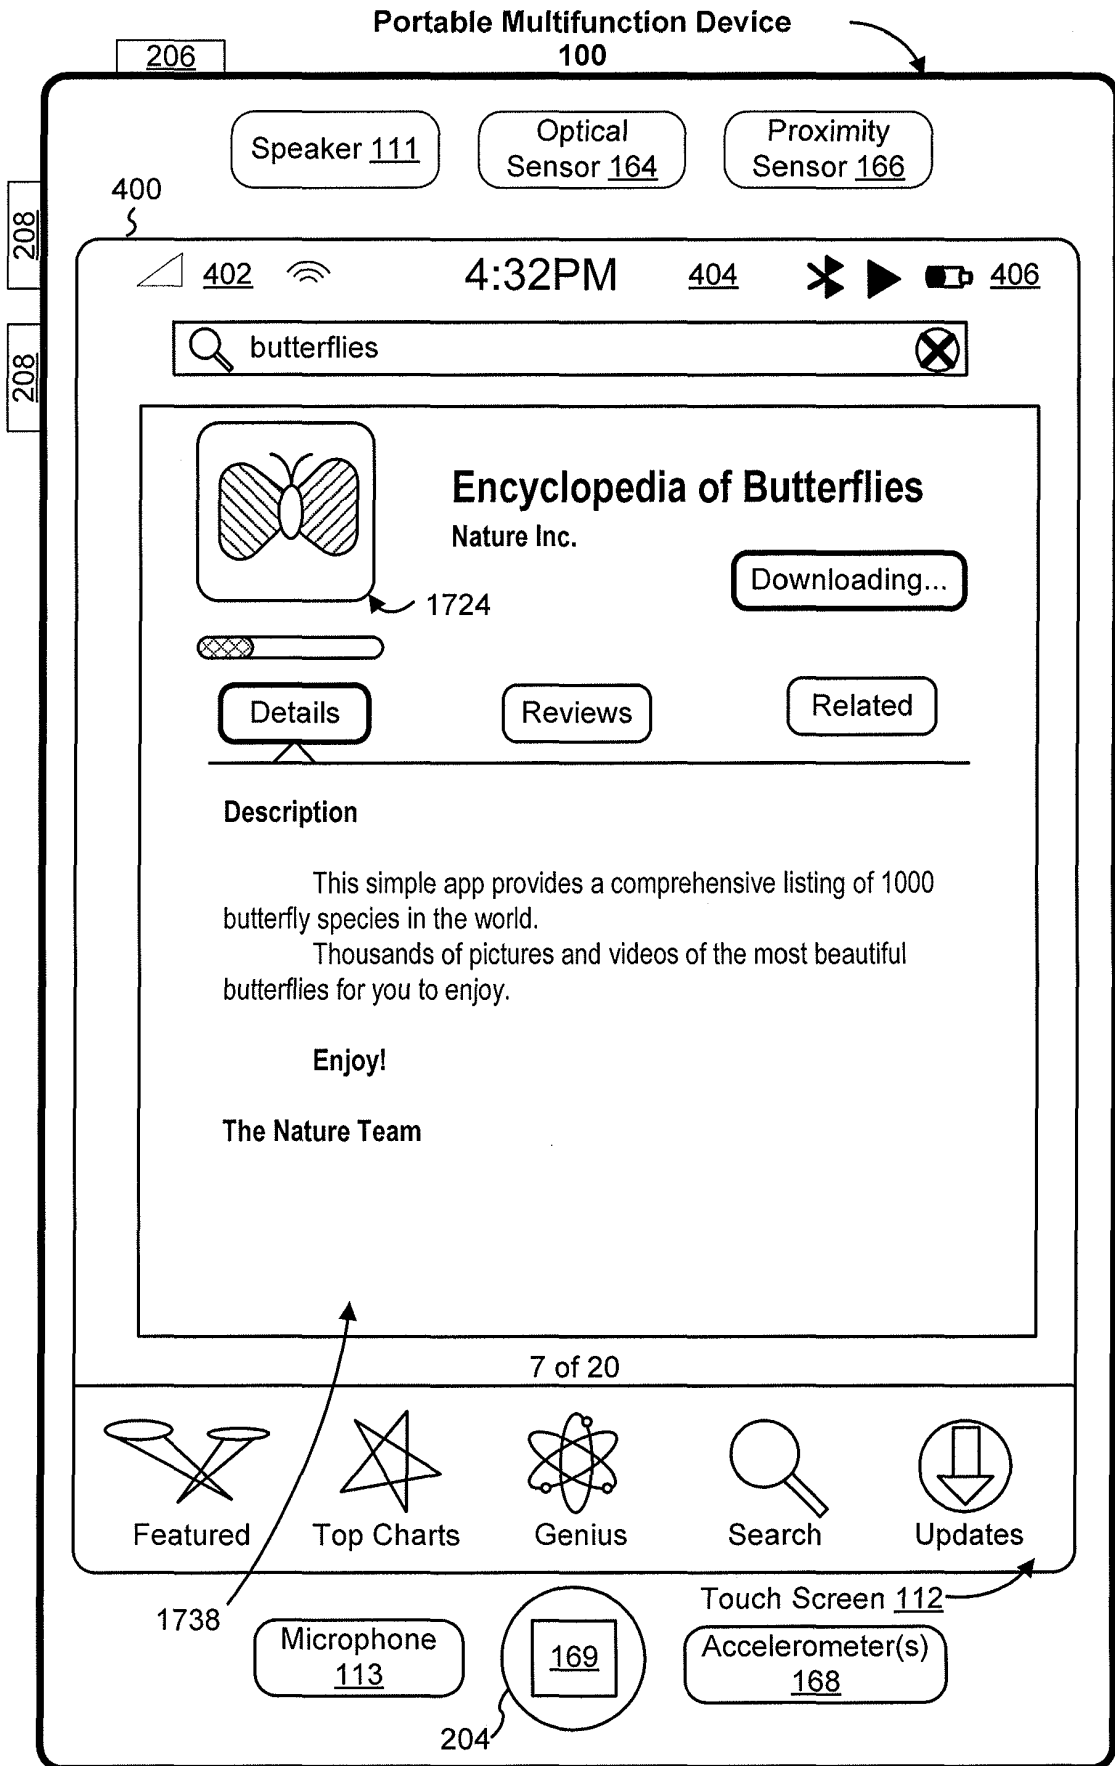 Portable Multifunction Device
100
206
Speaker 111
Optical
Sensor 164
Proximity
Sensor 166
400
208
402
4:32PM
404
406
208
butterflies
Encyclopedia of Butterflies
Nature Inc.
Downloading...
1724
Details
Reviews
Related
Description
This simple app provides a comprehensive listing of 1000
butterfly species in the world.
Thousands of pictures and videos of the most beautiful
butterflies for you to enjoy.
Enjoy!
The Nature Team
7 of 20
Featured
Top Charts
Genius
Search
Updates
1738
Touch Screen 112
Microphone
113
169
Accelerometer(s)
168
204